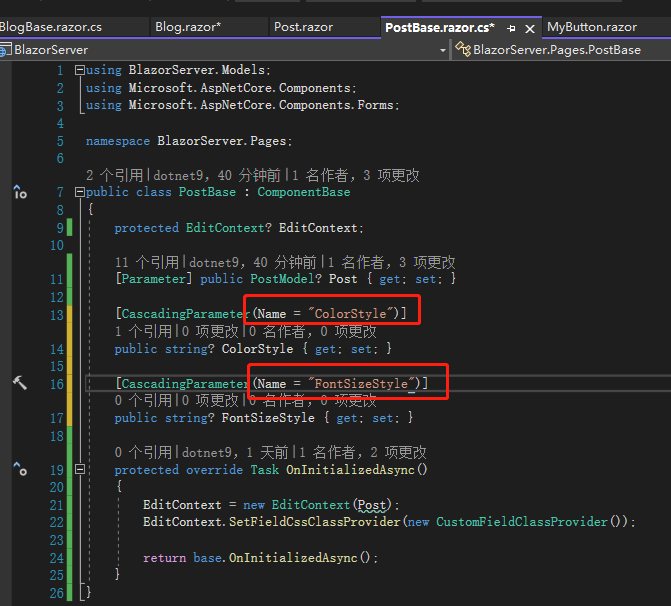 BlogBase.razor.cs Blog.razor* Post.razor PostBase.razor.cs* MyButton.razor
BlazorServer BlazorServer.Pages.PostBase
1 using BlazorServer.Models;
2 using Microsoft.AspNetCore.Components;
3 using Microsoft.AspNetCore.Components.Forms;
4
5 namespace BlazorServer.Pages;
6
2 个引用|dotnet9, 40 分钟前|1 名作者, 3 项更改
7 public class PostBase : ComponentBase
8 {
9 protected EditContext? EditContext;
10
11 个引用|dotnet9, 40 分钟前|1 名作者, 3 项更改
11 [Parameter] public PostModel? Post { get; set; }
12
13 [CascadingParameter(Name = "ColorStyle")]
1 个引用|0 项更改|0 名作者, 0 项更改
14 public string? ColorStyle { get; set; }
15
16 [CascadingParameter(Name = "FontSizeStyle")]
0 个引用|0 项更改|0 名作者, 0 项更改
17 public string? FontSizeStyle { get; set; }
18
0 个引用|dotnet9, 1 天前|1 名作者, 2 项更改
19 protected override Task OnInitializedAsync()
20 {
21 EditContext = new EditContext(Post);
22 EditContext.SetFieldCssClassProvider(new CustomFieldClassProvider());
23
24 return base.OnInitializedAsync();
25 }
26 }